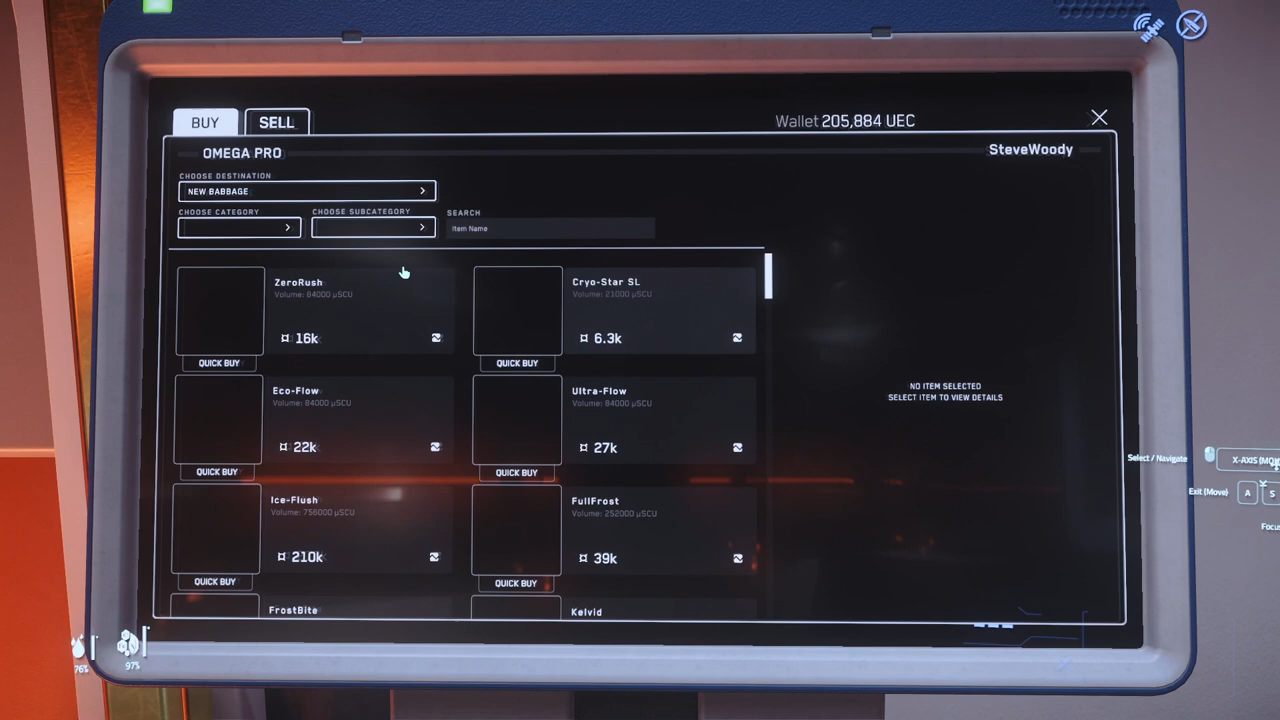 BUY
SELL
Wallet 205,884 UEC
OMEGA PRO
SteveWoody
CHOOSE DESTINATION
NEW BABBAGE
CHOOSE CATEGORY
CHOOSE SUBCATEGORY
SEARCH
Item Name
ZeroRush
Volume: 84000 µSCU
¤ 16k
QUICK BUY
Cryo-Star SL
Volume: 21000 µSCU
¤ 6.3k
QUICK BUY
Eco-Flow
Volume: 84000 µSCU
¤ 22k
QUICK BUY
Ultra-Flow
Volume: 84000 µSCU
¤ 27k
QUICK BUY
Ice-Flush
Volume: 756000 µSCU
¤ 210k
QUICK BUY
FullFrost
Volume: 252000 µSCU
¤ 39k
QUICK BUY
FrostBite
Kelvid
NO ITEM SELECTED
SELECT ITEM TO VIEW DETAILS
Select / Navigate
X-AXIS
Exit (Move) A S
76%
97%